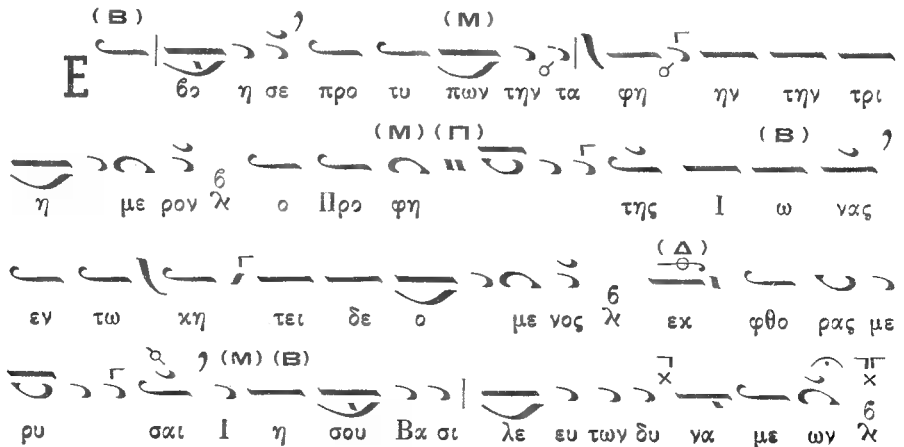 (Β) (Μ)
Ε βο η σε προ τυ πων την τα φη ην την τρι
(Μ) (Π) (Β)
η με ρον ο Προ φη της Ι ω νας
(Δ)
εν τω κη τει δε ο με νος εκ φθο ρας με
(Μ) (Β)
ρυ σαι Ι η σου Βα σι λε ευ των δυ να με ων